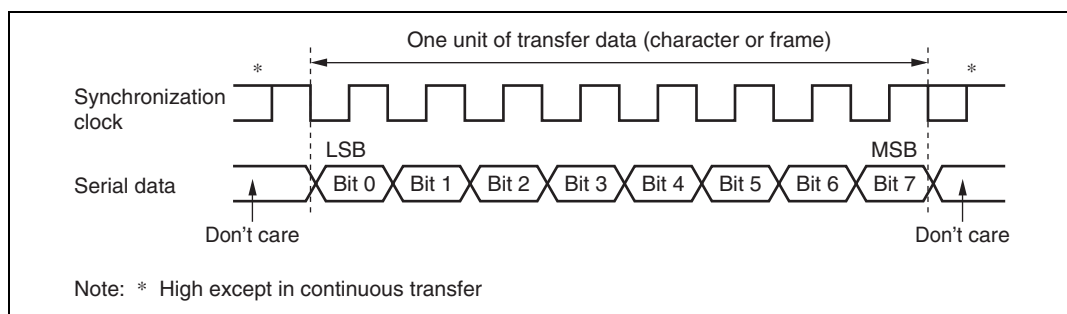 One unit of transfer data (character or frame)
* *
Synchronization
clock
LSB MSB
Serial data Bit 0 Bit 1 Bit 2 Bit 3 Bit 4 Bit 5 Bit 6 Bit 7
Don't care Don't care
Note: * High except in continuous transfer